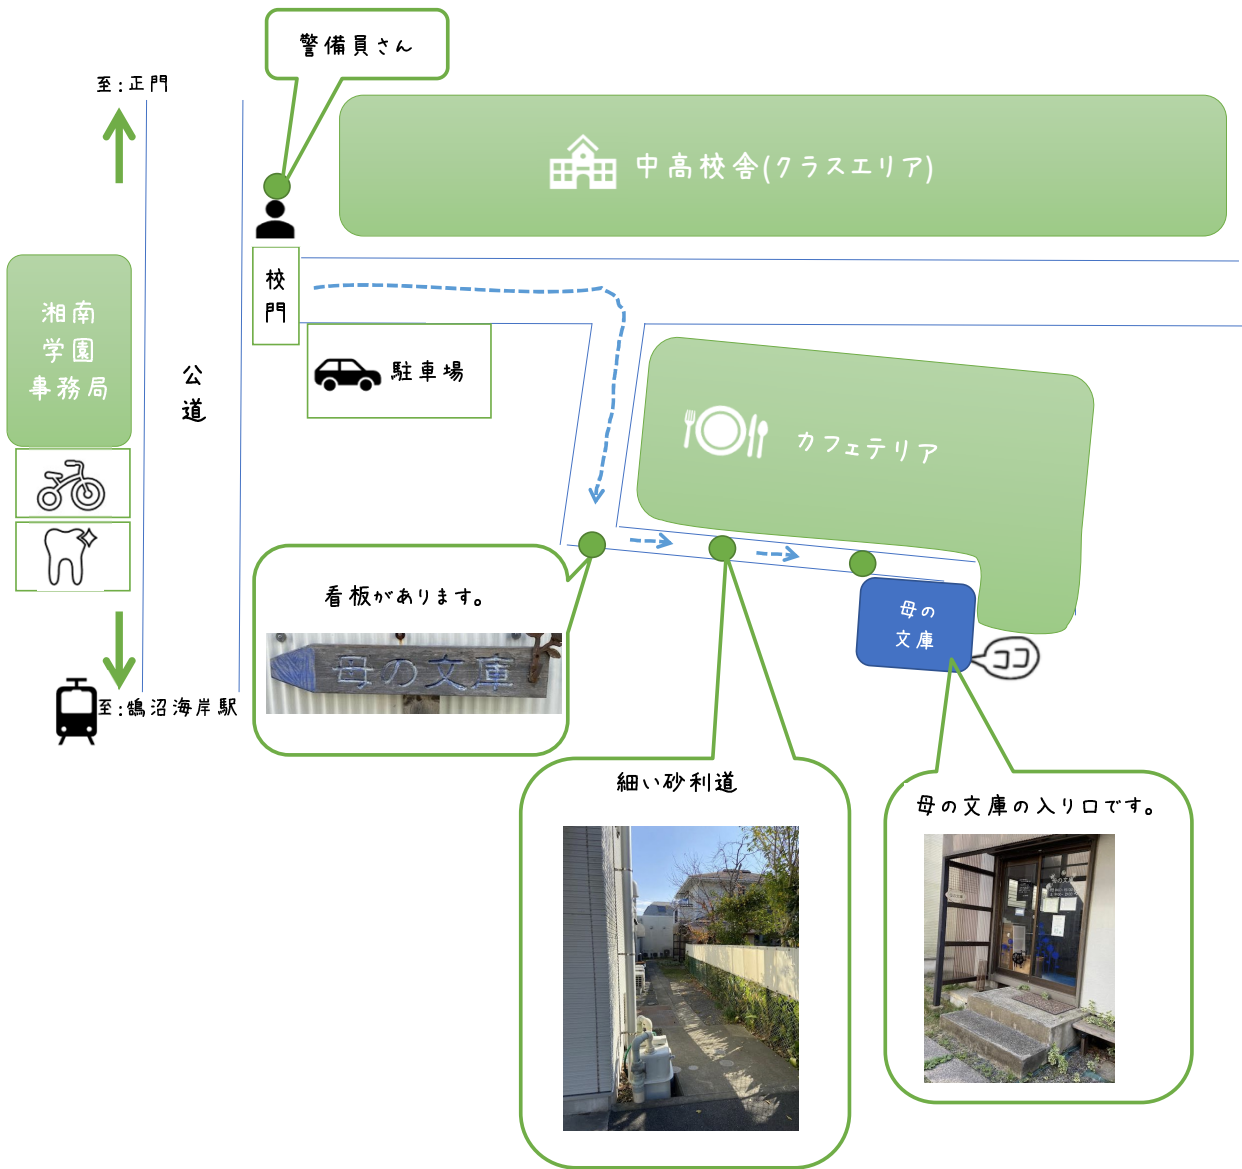 警備員さん
至:正門
中高校舎(クラスエリア)
校
門
湘南
学園
事務局
公
道
駐車場
カフェテリア
看板があります。
母の文庫
母の
文庫
ココ
至:鵠沼海岸駅
細い砂利道
母の文庫の入り口です。
母の文庫